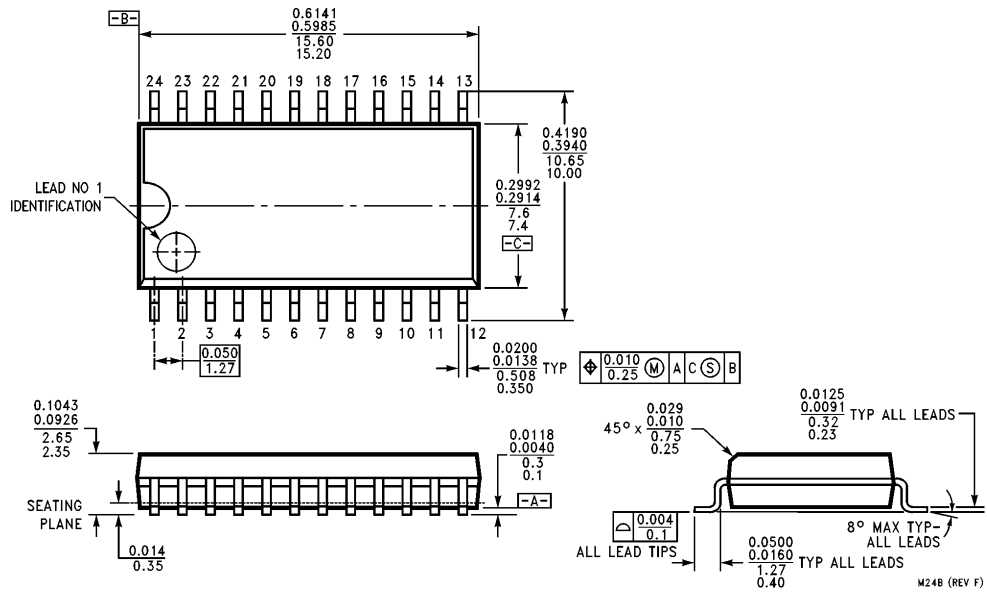 -B-
0.6141
0.5985
15.60
15.20
24 23 22 21 20 19 18 17 16 15 14 13
0.4190
0.3940
10.65
10.00
0.2992
0.2914
7.6
7.4
-C-
LEAD NO 1
IDENTIFICATION
1 2 3 4 5 6 7 8 9 10 11 12
0.050
1.27
0.0200
0.0138
0.508
0.350
TYP
0.010
0.25
M
A
C
S
B
0.1043
0.0926
2.65
2.35
0.0118
0.0040
0.3
0.1
-A-
SEATING
PLANE
0.014
0.35
45° x
0.029
0.010
0.75
0.25
0.0125
0.0091
0.32
0.23
TYP ALL LEADS
0.004
0.1
ALL LEAD TIPS
0.0500
0.0160
1.27
0.40
TYP ALL LEADS
8° MAX TYP-
ALL LEADS
M24B (REV F)